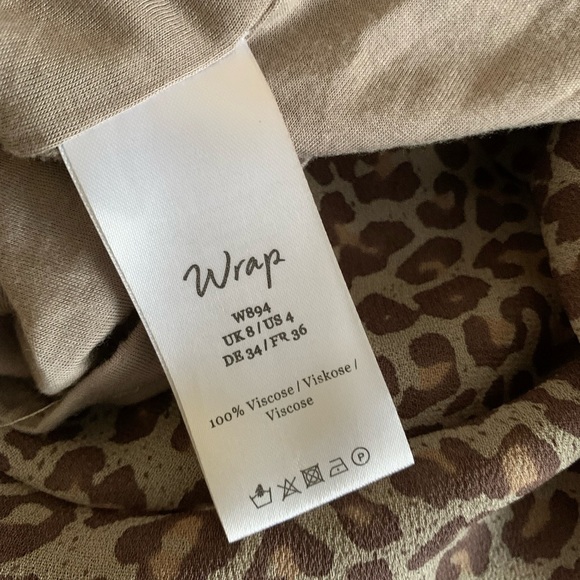 Wrap
W894
UK 8 / US 4
DE 34 / FR 36
100% Viscose / Viskose /
Viscose
P